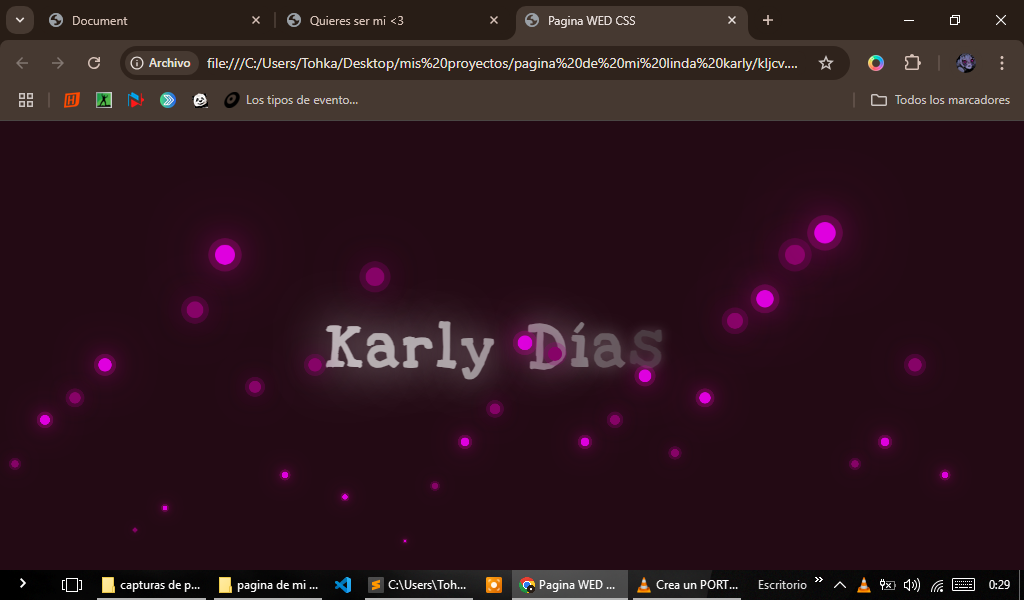 Document
Quieres ser mi <3
Pagina WED CSS
Archivo
file:///C:/Users/Tohka/Desktop/mis%20proyectos/pagina%20de%20mi%20linda%20karly/kljcv....
Los tipos de evento...
Todos los marcadores
Karly Días
capturas de p...
pagina de mi ...
C:\Users\Toh...
Pagina WED ...
Crea un PORT...
Escritorio
0:29